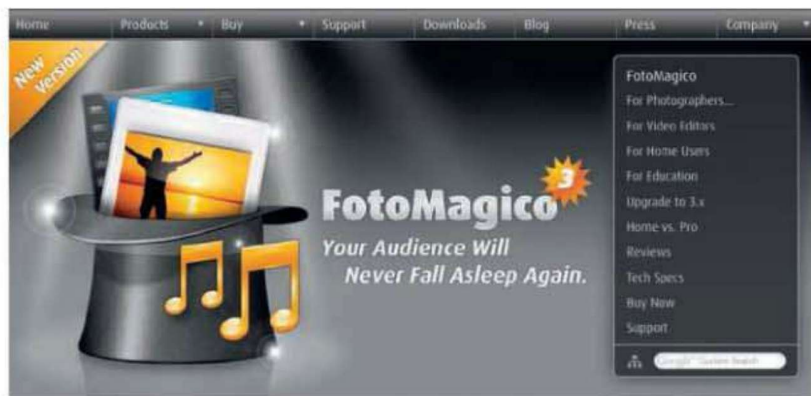 Home Products Buy Support Downloads Blog Press Company
New
Version
FotoMagico 3
Your Audience Will
Never Fall Asleep Again.
FotoMagico
For Photographers...
For Video Editors
For Home Users
For Education
Upgrade to 3.x
Home vs. Pro
Reviews
Tech Specs
Buy Now
Support
Google Custom Search